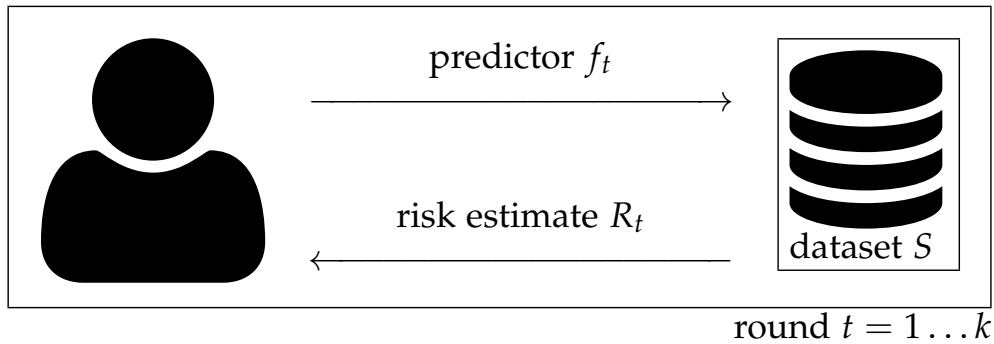 predictor f_t
risk estimate R_t
dataset S
round t = 1 . . . k